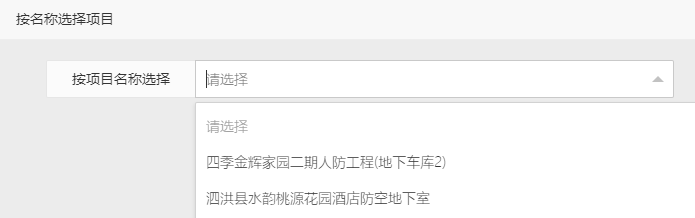 按名称选择项目
按项目名称选择 请选择
请选择
四季金辉家园二期人防工程(地下车库2)
泗洪县水韵桃源花园酒店防空地下室